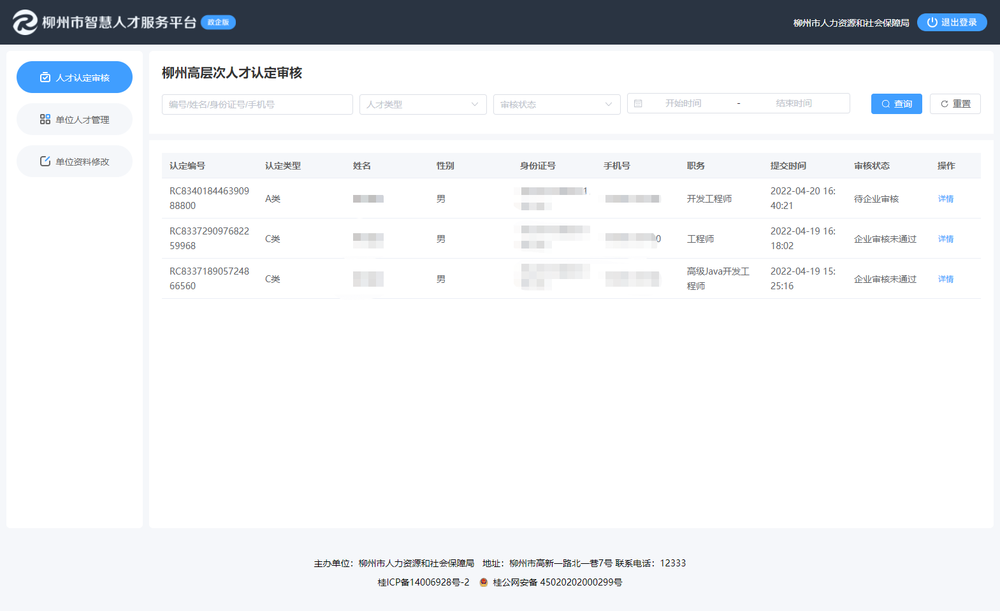 柳州市智慧人才服务平台 政企版
柳州市人力资源和社会保障局 退出登录
人才认定审核
单位人才管理
单位资料修改
柳州高层次人才认定审核
编号/姓名/身份证号/手机号 人才类型 审核状态 开始时间 - 结束时间 查询 重置
认定编号 认定类型 姓名 性别 身份证号 手机号 职务 提交时间 审核状态 操作
RC8340184463909 1 2022-04-20 16:
A类 男 开发工程师 待企业审核 详情
88800 40:21
RC8337290976822 2022-04-19 16:
C类 男 0 工程师 企业审核未通过 详情
59968 18:02
RC8337189057248 高级Java开发工 2022-04-19 15:
C类 男 企业审核未通过 详情
66560 程师 25:16
主办单位：柳州市人力资源和社会保障局 地址：柳州市高新一路北一巷7号 联系电话：12333
桂ICP备14006928号-2 桂公网安备 45020202000299号